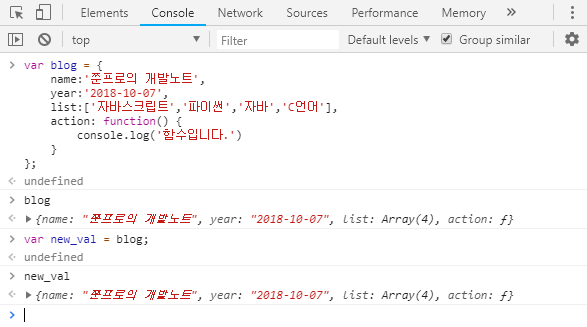 Elements Console Network Sources Performance Memory »
top Filter Default levels Group similar
> var blog = {
name:'쭌프로의 개발노트',
year:'2018-10-07',
list:['자바스크립트','파이썬','자바','C언어'],
action: function() {
console.log('함수입니다.')
}
};
undefined
> blog
{name: "쭌프로의 개발노트", year: "2018-10-07", list: Array(4), action: ƒ}
> var new_val = blog;
undefined
> new_val
{name: "쭌프로의 개발노트", year: "2018-10-07", list: Array(4), action: ƒ}
>